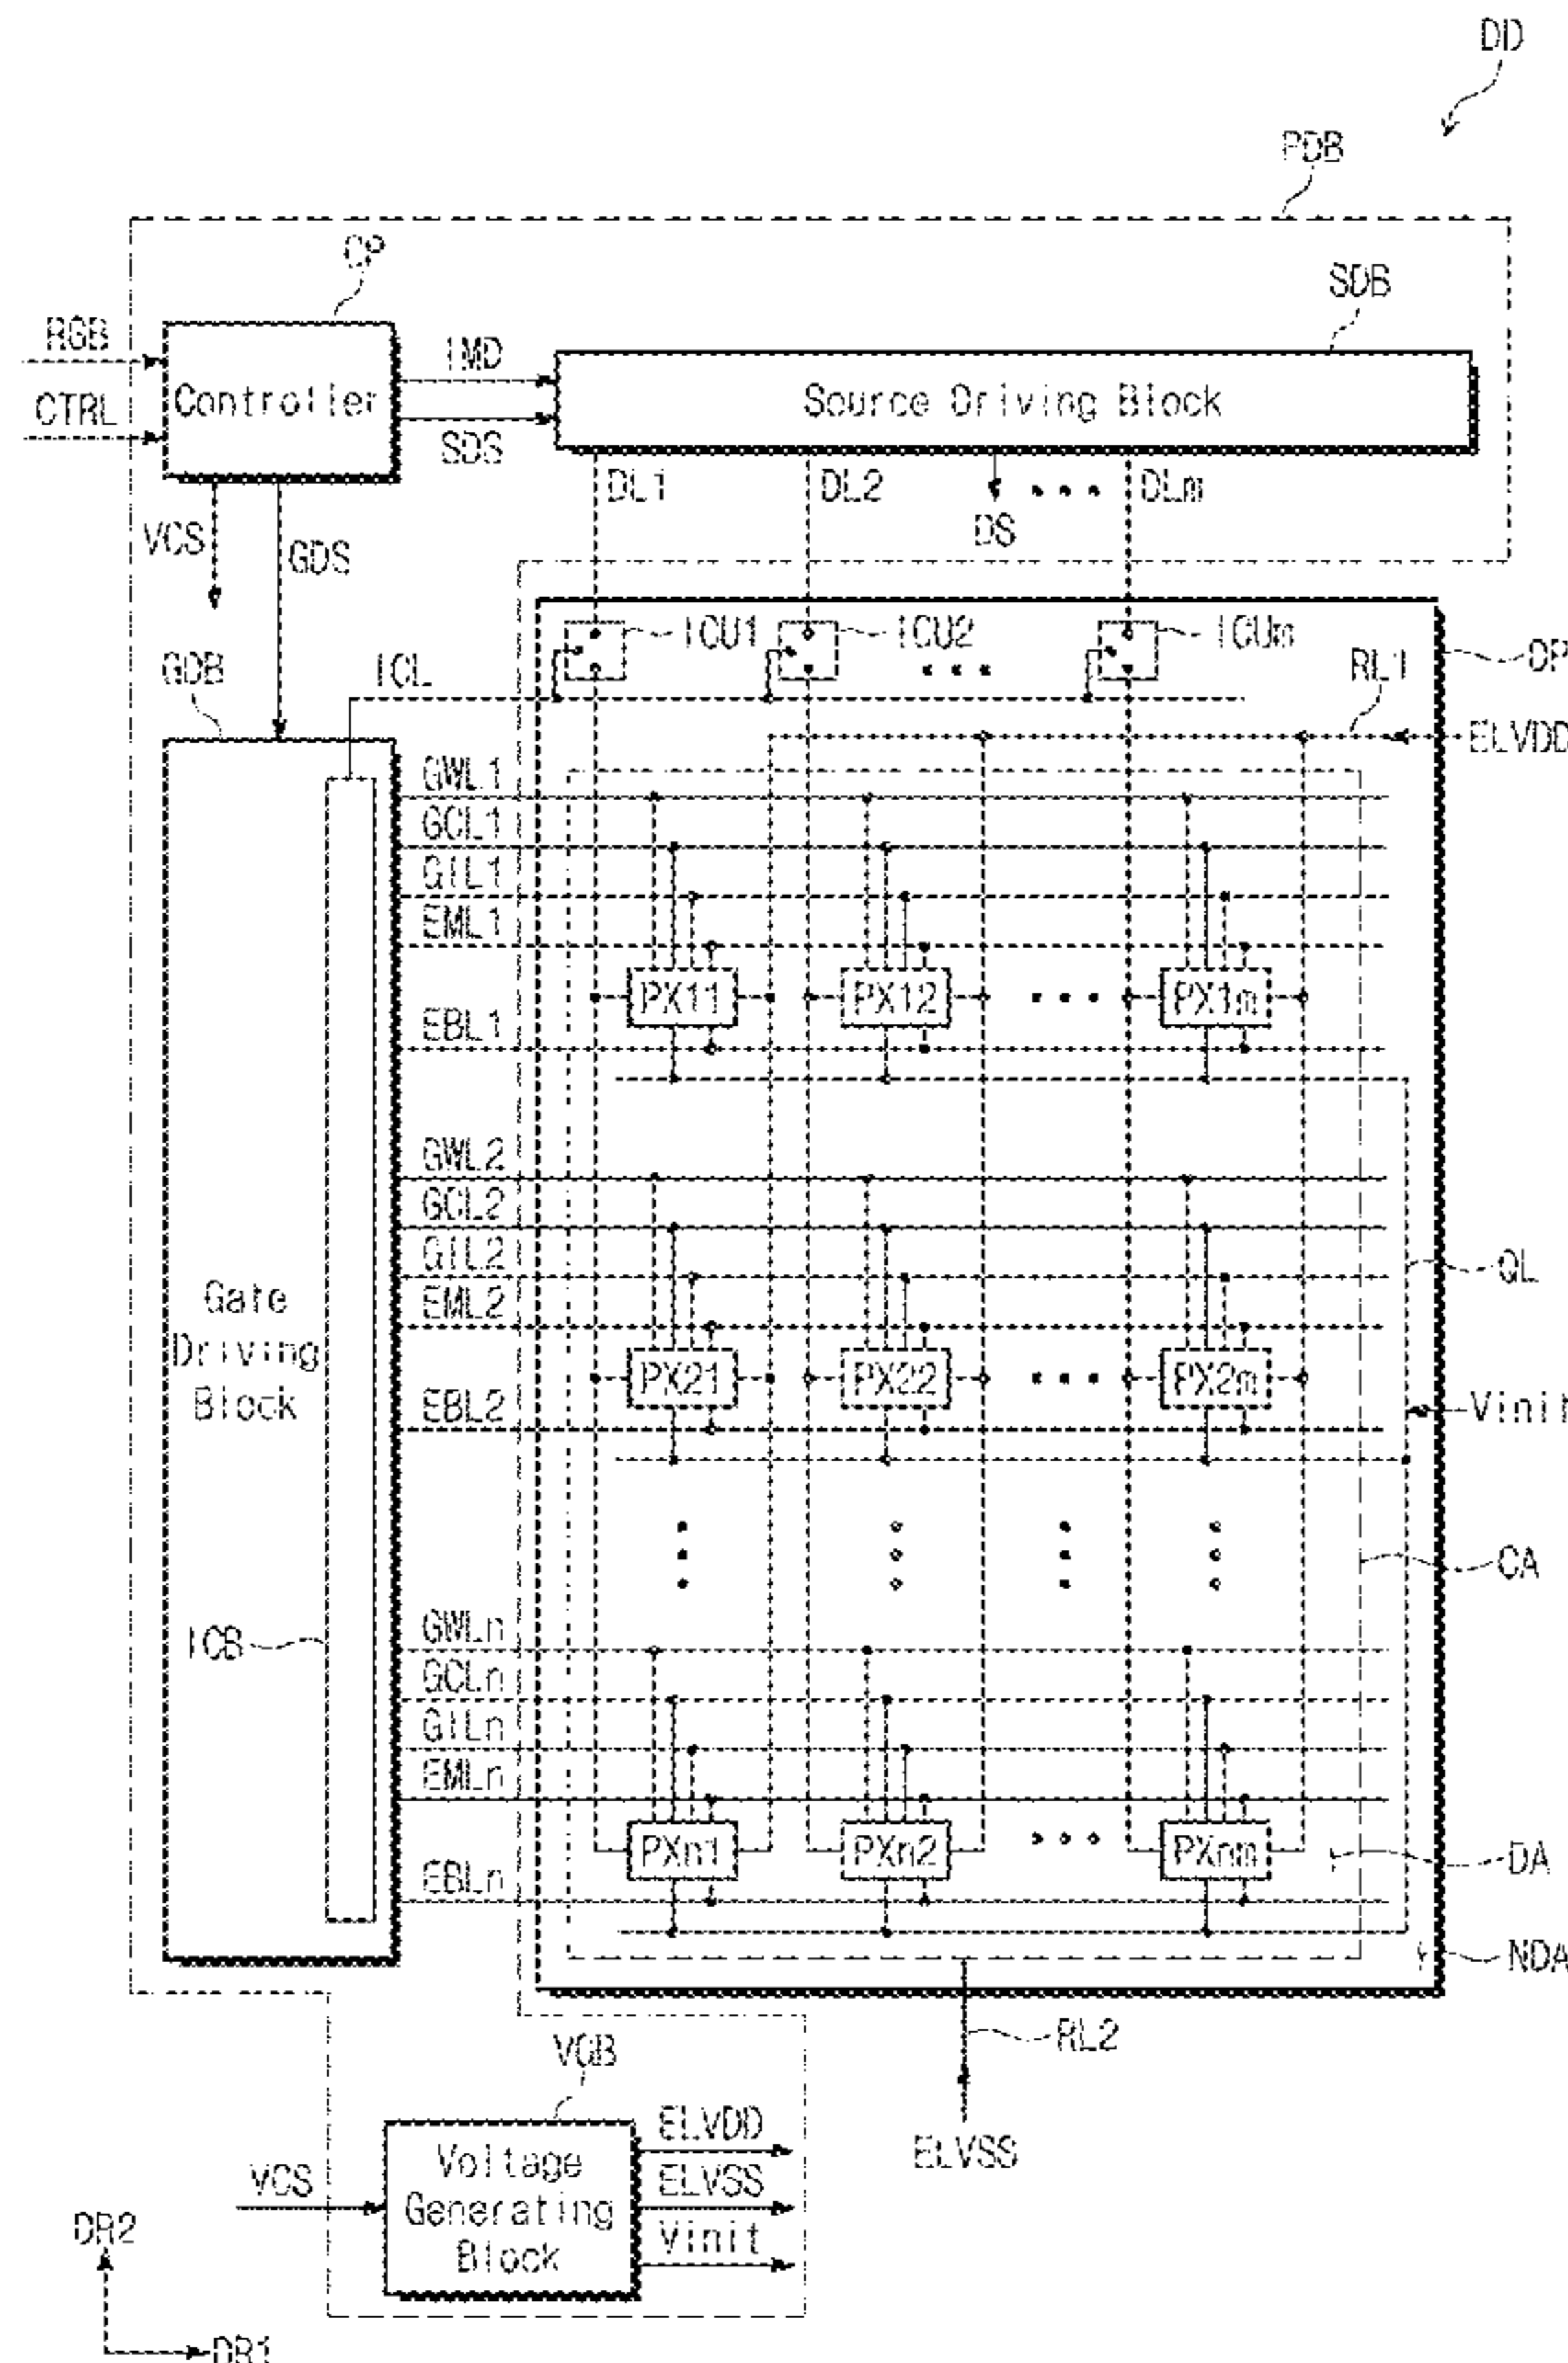 DD
PDB
CP
SDB
RGB
CTRL
Controller
IMD
SDS
Source Driving Block
DL1
DL2
DS
DLm
VCS
GDS
ICU1
ICU2
ICUm
DP
GDB
ICL
RL1
ELVDD
GWL1
GCL1
GIL1
EML1
PX11
PX12
PX1m
EBL1
GWL2
GCL2
GIL2
QL
EML2
Gate
Driving
Block
PX21
PX22
PX2m
EBL2
Vinit
CA
GWLn
ICB
GCLn
GILn
EMLn
PXn1
PXn2
PXnm
DA
EBLn
NDA
RL2
VGB
ELVSS
Voltage
Generating
Block
VCS
ELVDD
ELVSS
Vinit
DR2
DR1